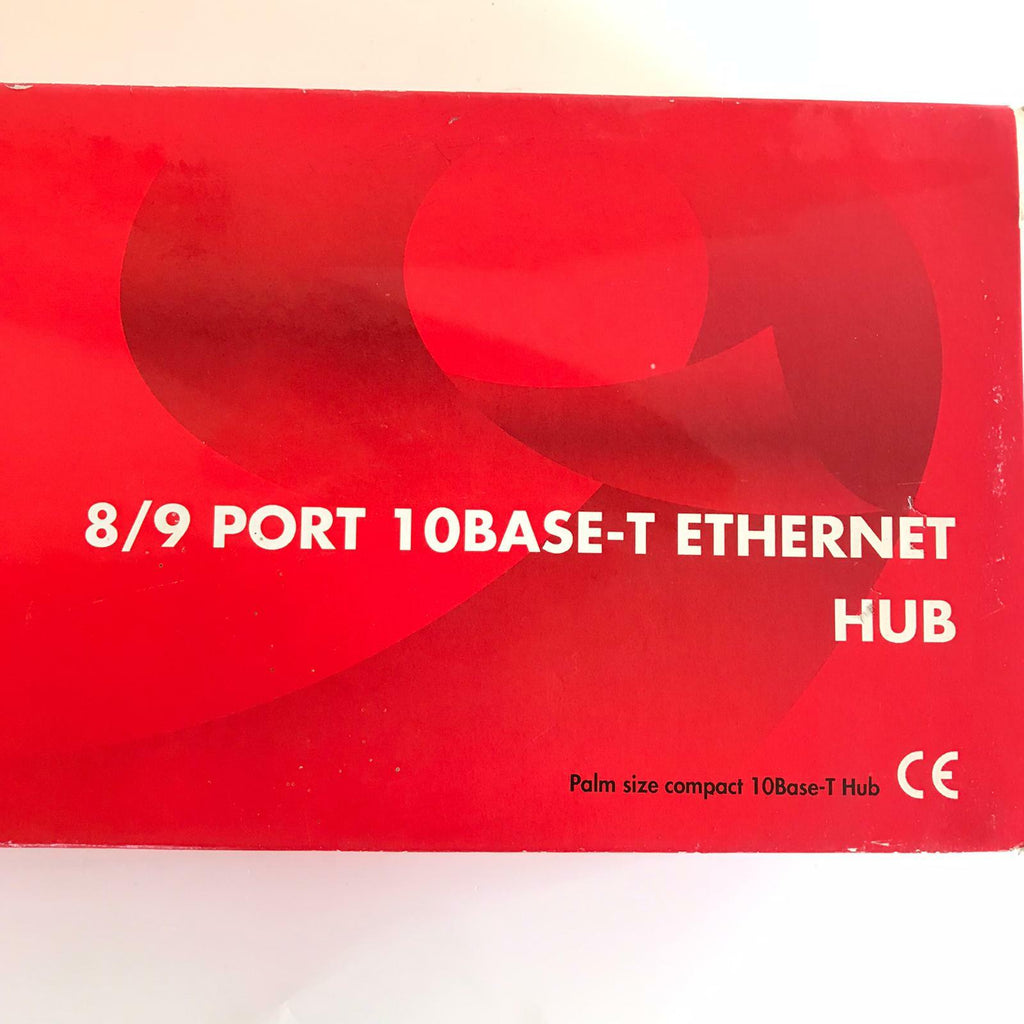 8/9 PORT 10BASE-T ETHERNET
HUB
Palm size compact 10Base-T Hub CE